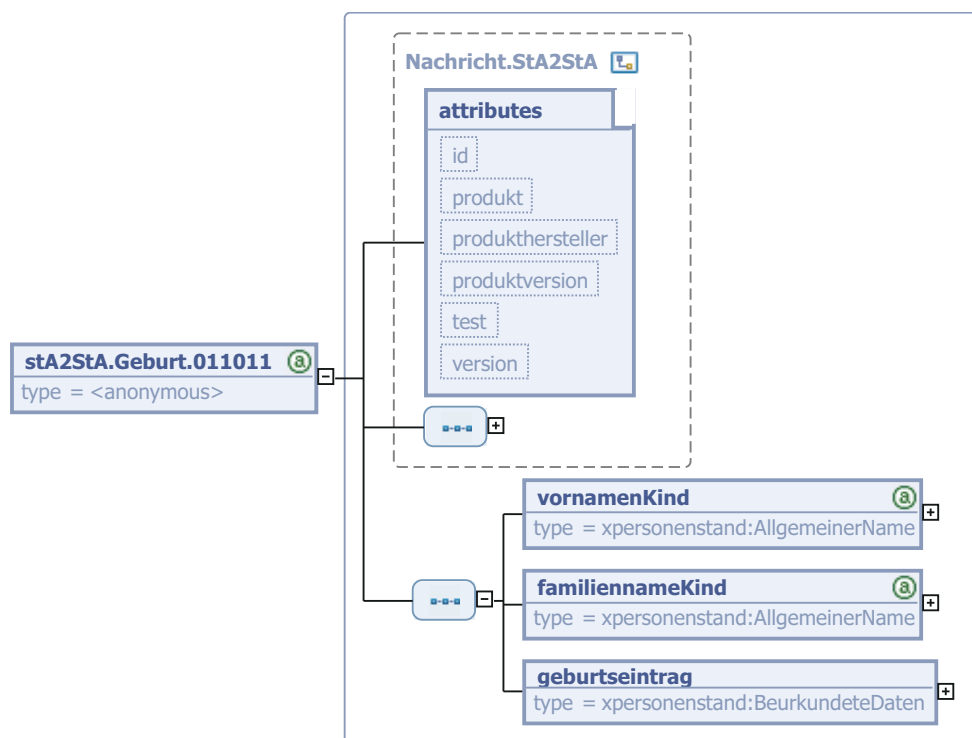 Nachricht.StA2StA
attributes
id
produkt
produkthersteller
produktversion
test
version
stA2StA.Geburt.011011 a
type = <anonymous>
vornamenKind a
type = xpersonenstand:AllgemeinerName
familiennameKind a
type = xpersonenstand:AllgemeinerName
geburtseintrag
type = xpersonenstand:BeurkundeteDaten